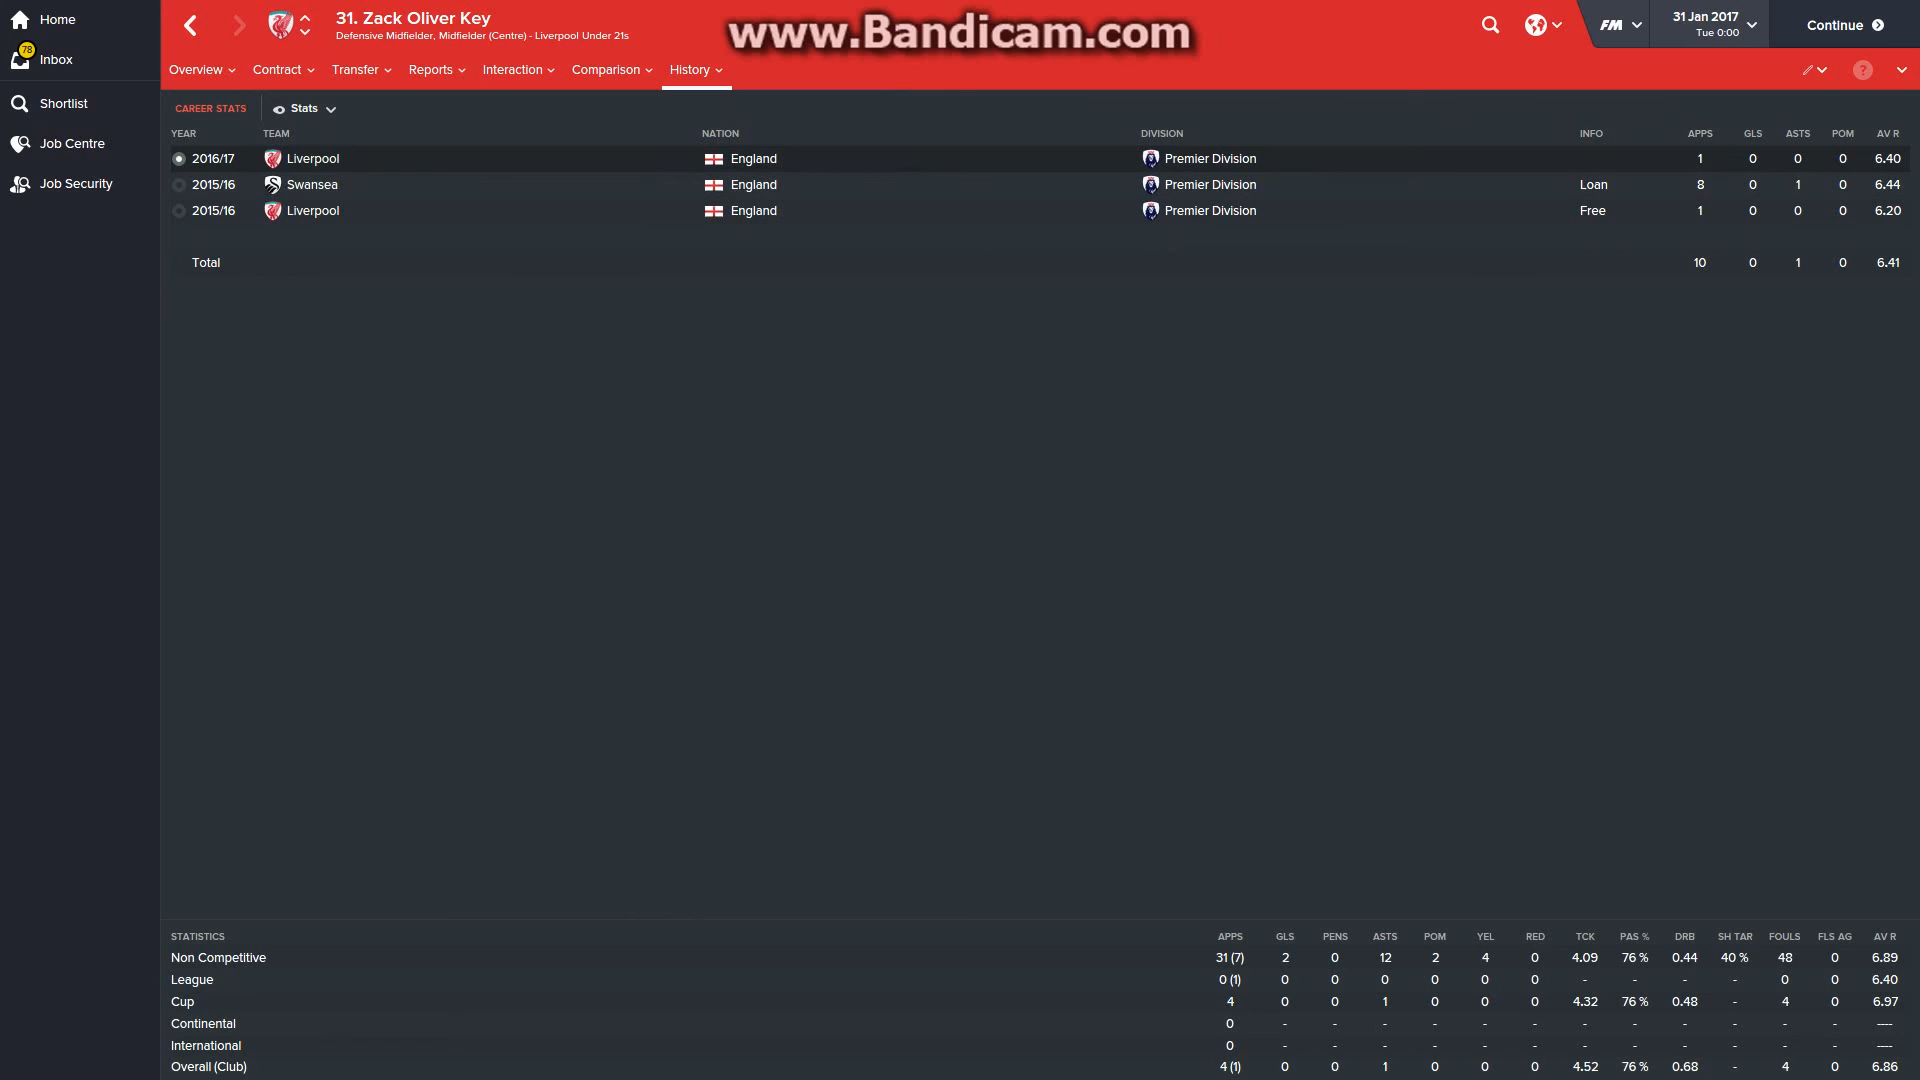 Home
78
Inbox
Shortlist
Job Centre
Job Security
31. Zack Oliver Key
Defensive Midfielder, Midfielder (Centre) - Liverpool Under 21s
www.Bandicam.com
FM
31 Jan 2017
Tue 0:00
Continue
Overview Contract Transfer Reports Interaction Comparison History
?
CAREER STATS Stats
YEAR TEAM NATION DIVISION INFO APPS GLS ASTS POM AV R
2016/17 Liverpool England Premier Division 1 0 0 0 6.40
2015/16 Swansea England Premier Division Loan 8 0 1 0 6.44
2015/16 Liverpool England Premier Division Free 1 0 0 0 6.20
Total 10 0 1 0 6.41
STATISTICS APPS GLS PENS ASTS POM YEL RED TCK PAS % DRB SH TAR FOULS FLS AG AV R
Non Competitive 31 (7) 2 0 12 2 4 0 4.09 76 % 0.44 40 % 48 0 6.89
League 0 (1) 0 0 0 0 0 0 - - - - 0 0 6.40
Cup 4 0 0 1 0 0 0 4.32 76 % 0.48 - 4 0 6.97
Continental 0 - - - - - - - - - - - - ----
International 0 - - - - - - - - - - - - ----
Overall (Club) 4 (1) 0 0 1 0 0 0 4.52 76 % 0.68 - 4 0 6.86